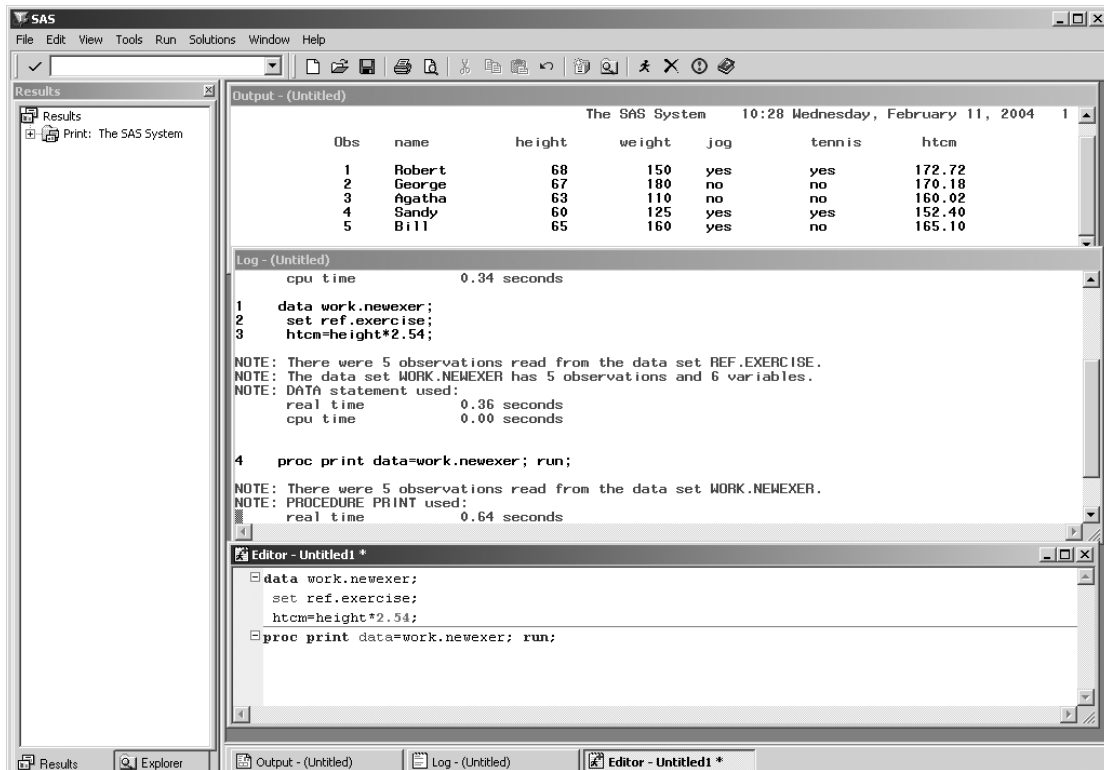 SAS
File Edit View Tools Run Solutions Window Help
Results
Results
Print: The SAS System
Output - (Untitled)
The SAS System 10:28 Wednesday, February 11, 2004 1
Obs name height weight jog tennis htcm
1 Robert 68 150 yes yes 172.72
2 George 67 180 no no 170.18
3 Agatha 63 110 no no 160.02
4 Sandy 60 125 yes yes 152.40
5 Bill 65 160 yes no 165.10
Log - (Untitled)
cpu time 0.34 seconds
1 data work.newexer;
2 set ref.exercise;
3 htcm=height*2.54;
NOTE: There were 5 observations read from the data set REF.EXERCISE.
NOTE: The data set WORK.NEWEXER has 5 observations and 6 variables.
NOTE: DATA statement used:
real time 0.36 seconds
cpu time 0.00 seconds
4 proc print data=work.newexer; run;
NOTE: There were 5 observations read from the data set WORK.NEWEXER.
NOTE: PROCEDURE PRINT used:
real time 0.64 seconds
Editor - Untitled1 *
data work.newexer;
set ref.exercise;
htcm=height*2.54;
proc print data=work.newexer; run;
Results Explorer Output - (Untitled) Log - (Untitled) Editor - Untitled1 *